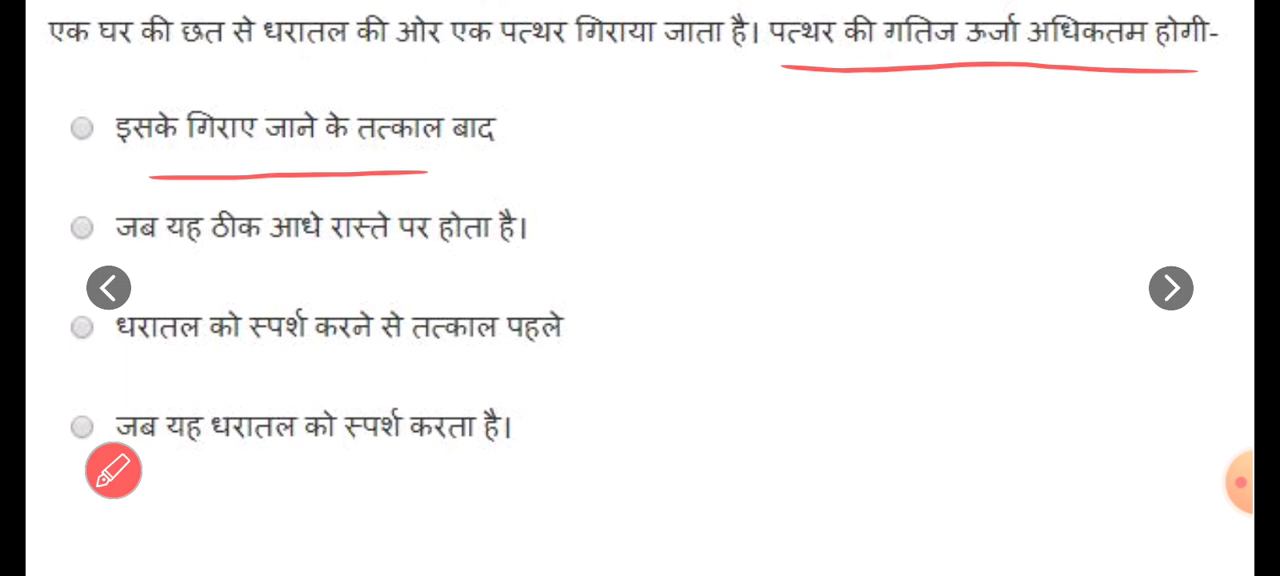 एक घर की छत से धरातल की ओर एक पत्थर गिराया जाता है। पत्थर की गतिज ऊर्जा अधिकतम होगी-
इसके गिराए जाने के तत्काल बाद
जब यह ठीक आधे रास्ते पर होता है।
धरातल को स्पर्श करने से तत्काल पहले
जब यह धरातल को स्पर्श करता है।